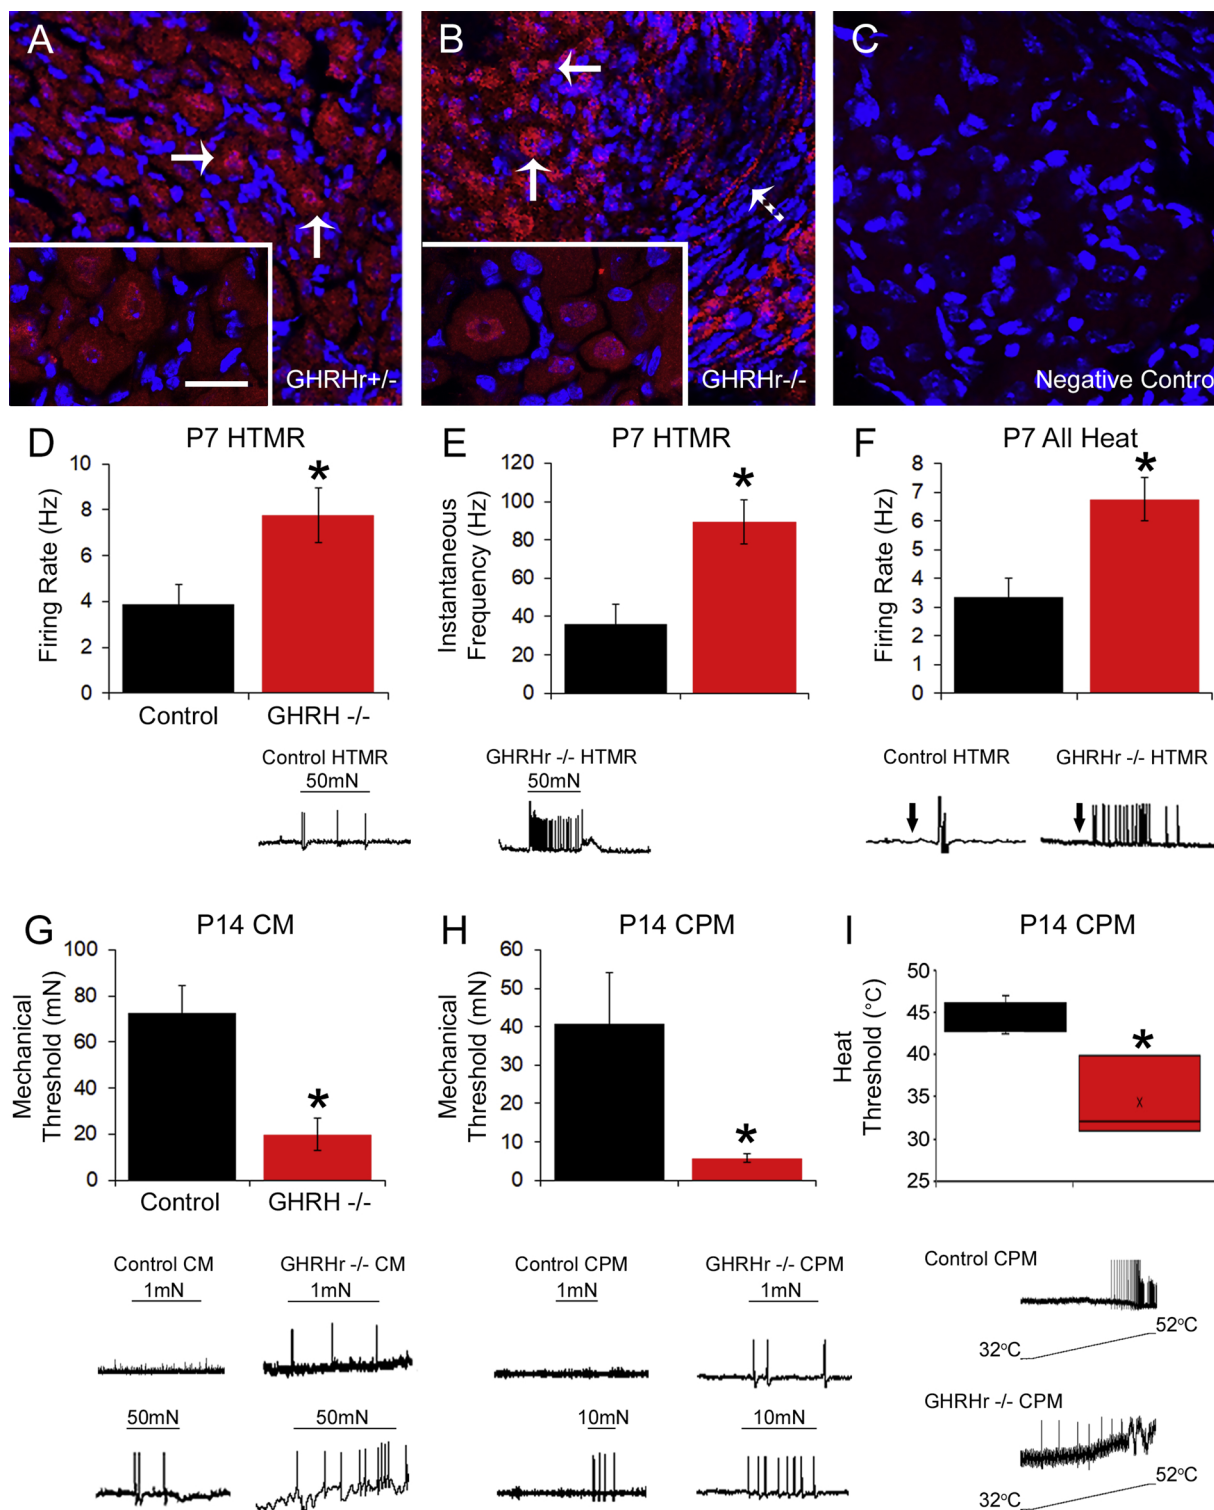 A
B
C
GHRHr+/-
GHRHr-/-
Negative Contro
D
P7 HTMR
E
P7 HTMR
F
P7 All Heat
Firing Rate (Hz)
10
8
6
4
2
0
*
Control
GHRH -/-
Instantaneous
Frequency (Hz)
120
100
80
60
40
20
0
*
Firing Rate (Hz)
8
7
6
5
4
3
2
1
0
*
Control HTMR
50mN
GHRHr -/- HTMR
50mN
Control HTMR
GHRHr -/- HTMR
G
P14 CM
H
P14 CPM
I
P14 CPM
Mechanical
Threshold (mN)
100
80
60
40
20
0
*
Control
GHRH -/-
Mechanical
Threshold (mN)
60
50
40
30
20
10
0
*
Heat
Threshold (°C)
50
45
40
35
30
25
*
x
Control CM
1mN
GHRHr -/- CM
1mN
50mN
50mN
Control CPM
1mN
GHRHr -/- CPM
1mN
10mN
10mN
Control CPM
32°C
52°C
GHRHr -/- CPM
32°C
52°C